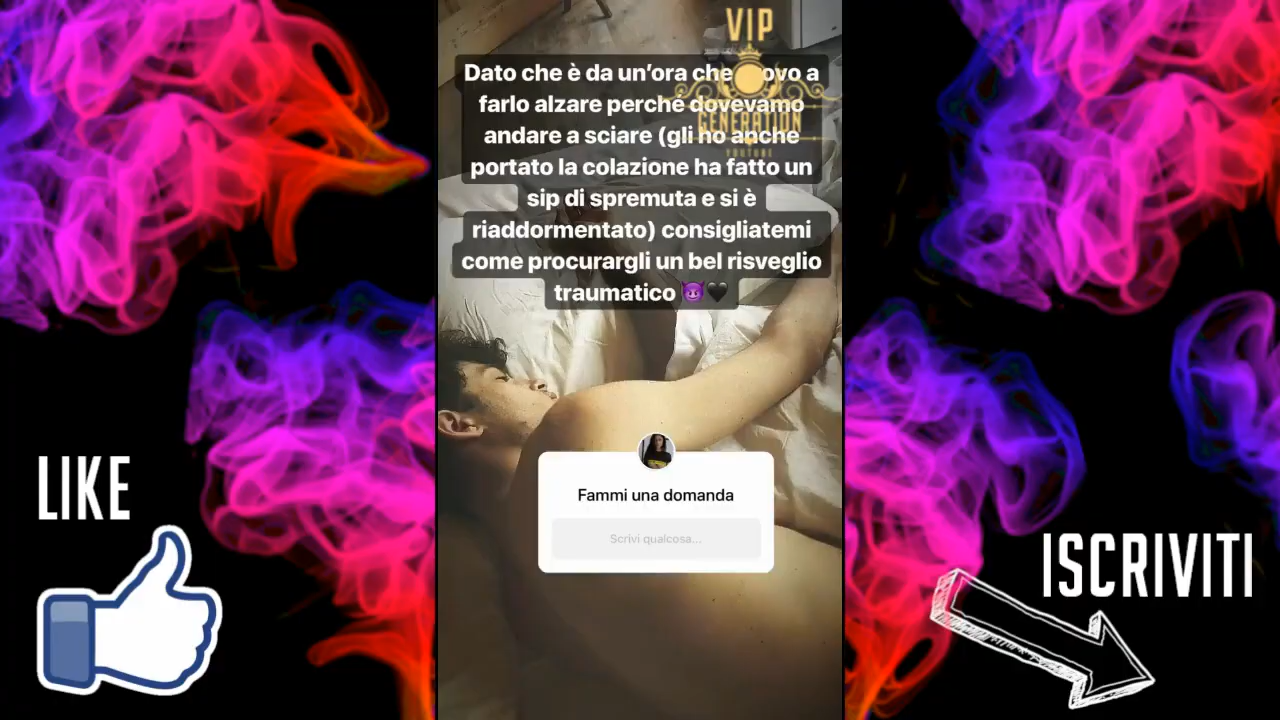 VIP
GENERATION
YOUTUBE
Dato che è da un'ora che ovo a
farlo alzare perché dovevamo
andare a sciare (gli ho anche
portato la colazione ha fatto un
sip di spremuta e si è
riaddormentato) consigliatemi
come procurargli un bel risveglio
traumatico 😈🖤
Fammi una domanda
Scrivi qualcosa...
LIKE
ISCRIVITI